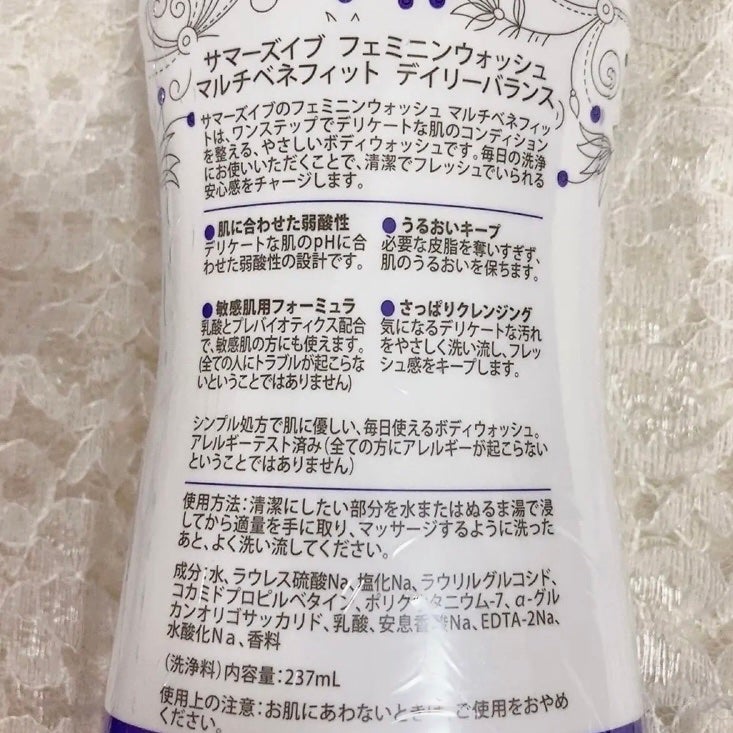 サマーズイブ フェミニンウォッシュ
マルチベネフィット デイリーバランス
サマーズイブのフェミニンウォッシュ マルチベネフィッ
トは、ワンステップでデリケートな肌のコンディション
を整える、やさしいボディウォッシュです。毎日の洗浄
にお使いいただくことで、清潔でフレッシュでいられる
安心感をチャージします。
●肌に合わせた弱酸性
デリケートな肌のpHに合
わせた弱酸性の設計です。
●うるおいキープ
必要な皮脂を奪いすぎず、
肌のうるおいを保ちます。
●敏感肌用フォーミュラ
乳酸とプレバイオティクス配合
で、敏感肌の方にも使えます。
(全ての人にトラブルが起こらな
いということではありません)
●さっぱりクレンジング
気になるデリケートな汚れ
をやさしく洗い流し、フレッ
シュ感をキープします。
シンプル処方で肌に優しい、毎日使えるボディウォッシュ。
アレルギーテスト済み(全ての方にアレルギーが起こらない
ということではありません)
使用方法:清潔にしたい部分を水またはぬるま湯で浸
してから適量を手に取り、マッサージするように洗った
あと、よく洗い流してください。
成分:水、ラウレス硫酸Na、塩化Na、ラウリルグルコシド、
コカミドプロピルベタイン、ポリクオタニウム-7、α-グル
カンオリゴサッカリド、乳酸、安息香酸Na、EDTA-2Na、
水酸化Na、香料
(洗浄料)内容量:237mL
使用上の注意:お肌にあわないときは、ご使用をおやめ
ください。